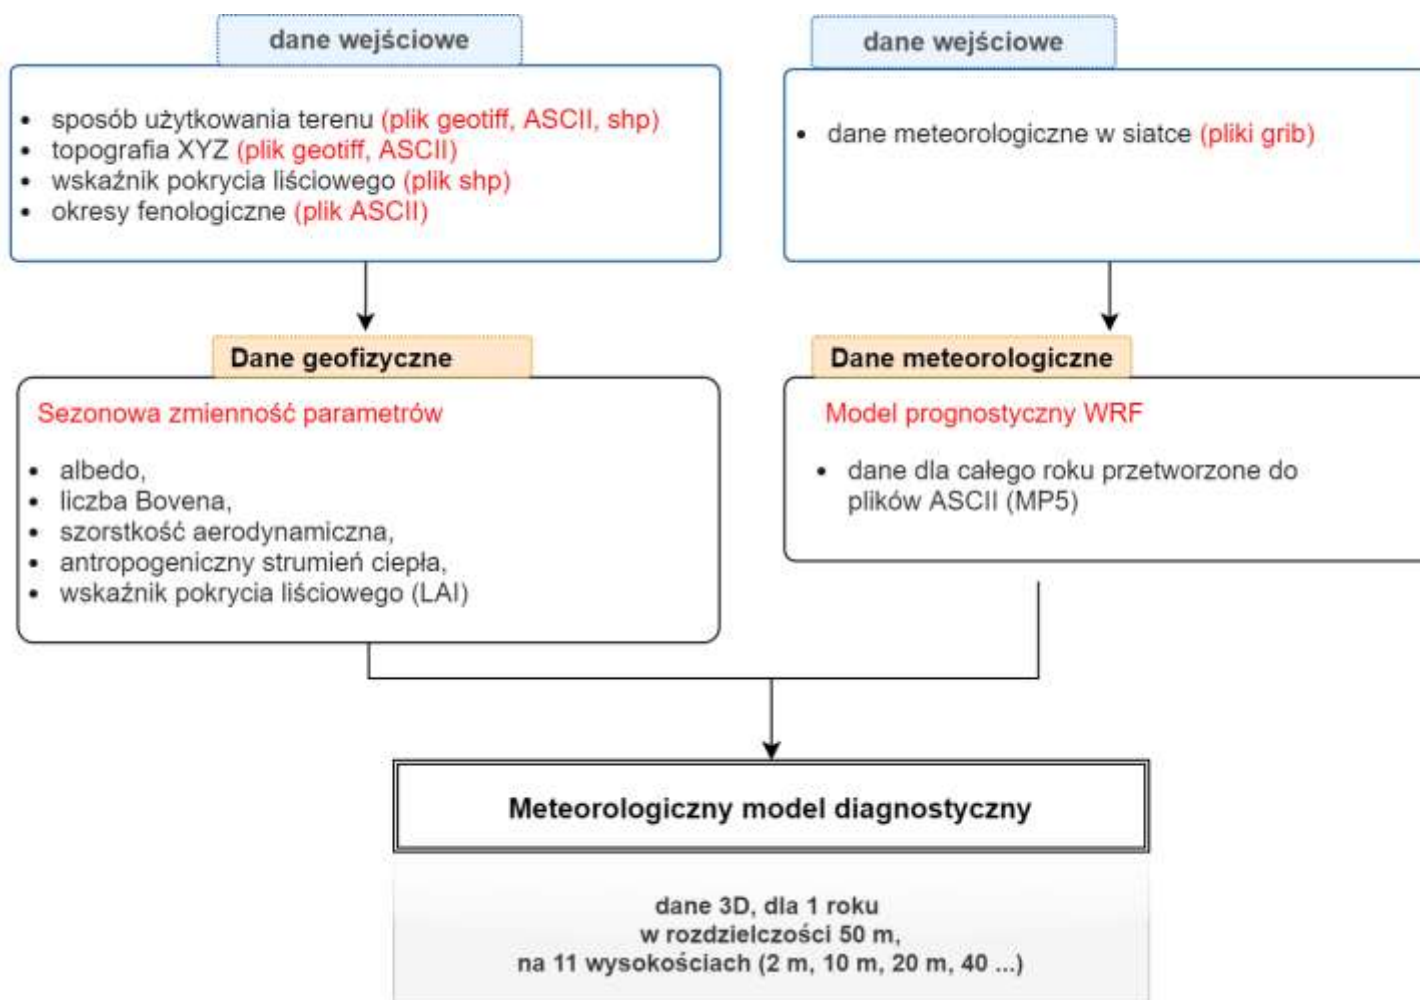 dane wejściowe
• sposób użytkowania terenu (plik geotiff, ASCII, shp)
• topografia XYZ (plik geotiff, ASCII)
• wskaźnik pokrycia liściowego (plik shp)
• okresy fenologiczne (plik ASCII)
dane wejściowe
• dane meteorologiczne w siatce (pliki grib)
Dane geofizyczne
Sezonowa zmienność parametrów
• albedo,
• liczba Bovena,
• szorstkość aerodynamiczna,
• antropogeniczny strumień ciepła,
• wskaźnik pokrycia liściowego (LAI)
Dane meteorologiczne
Model prognostyczny WRF
• dane dla całego roku przetworzone do
plików ASCII (MP5)
Meteorologiczny model diagnostyczny
dane 3D, dla 1 roku
w rozdzielczości 50 m,
na 11 wysokościach (2 m, 10 m, 20 m, 40 ...)